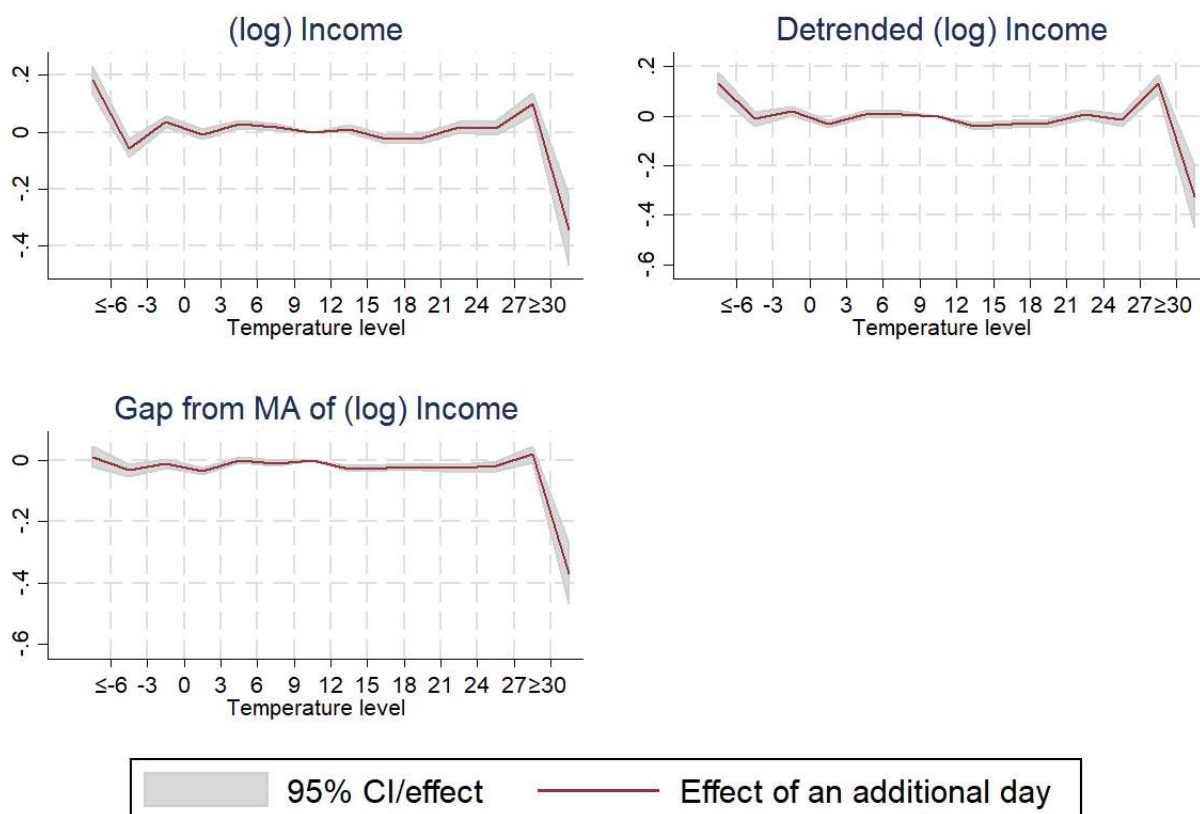 (log) Income
.2
0
-.2
-.4
≤-6 -3 0 3 6 9 12 15 18 21 24 27≥30
Temperature level
Detrended (log) Income
.2
0
-.2
-.4
-.6
≤-6 -3 0 3 6 9 12 15 18 21 24 27≥30
Temperature level
Gap from MA of (log) Income
0
-.2
-.4
-.6
≤-6 -3 0 3 6 9 12 15 18 21 24 27≥30
Temperature level
95% CI/effect
Effect of an additional day